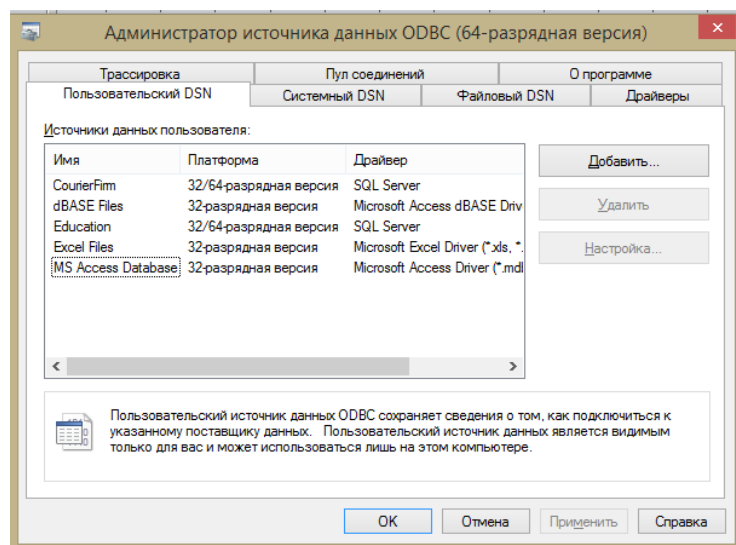 Администратор источника данных ODBC (64-разрядная версия)
Трассировка
Пул соединений
О программе
Пользовательский DSN
Системный DSN
Файловый DSN
Драйверы
Источники данных пользователя:
Имя Платформа Драйвер
CourierFirm 32/64-разрядная версия SQL Server
dBASE Files 32-разрядная версия Microsoft Access dBASE Driv
Education 32/64-разрядная версия SQL Server
Excel Files 32-разрядная версия Microsoft Excel Driver (*.xls, *.
MS Access Database 32-разрядная версия Microsoft Access Driver (*.mdl
Добавить...
Удалить
Настройка...
Пользовательский источник данных ODBC сохраняет сведения о том, как подключиться к
указанному поставщику данных. Пользовательский источник данных является видимым
только для вас и может использоваться лишь на этом компьютере.
OK
Отмена
Применить
Справка